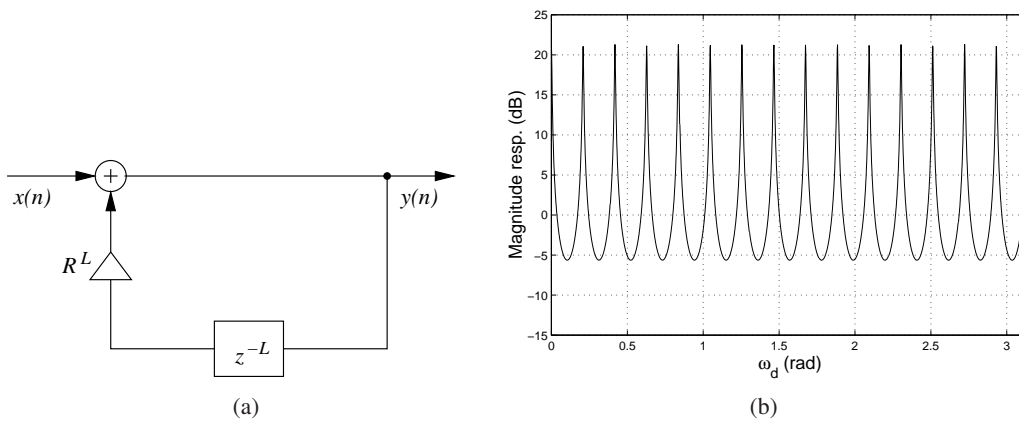 x(n)
+
y(n)
R^L
z^{-L}
(a)
Magnitude resp. (dB)
25
20
15
10
5
0
−5
−10
−15
0 0.5 1 1.5 2 2.5 3
ω_d (rad)
(b)